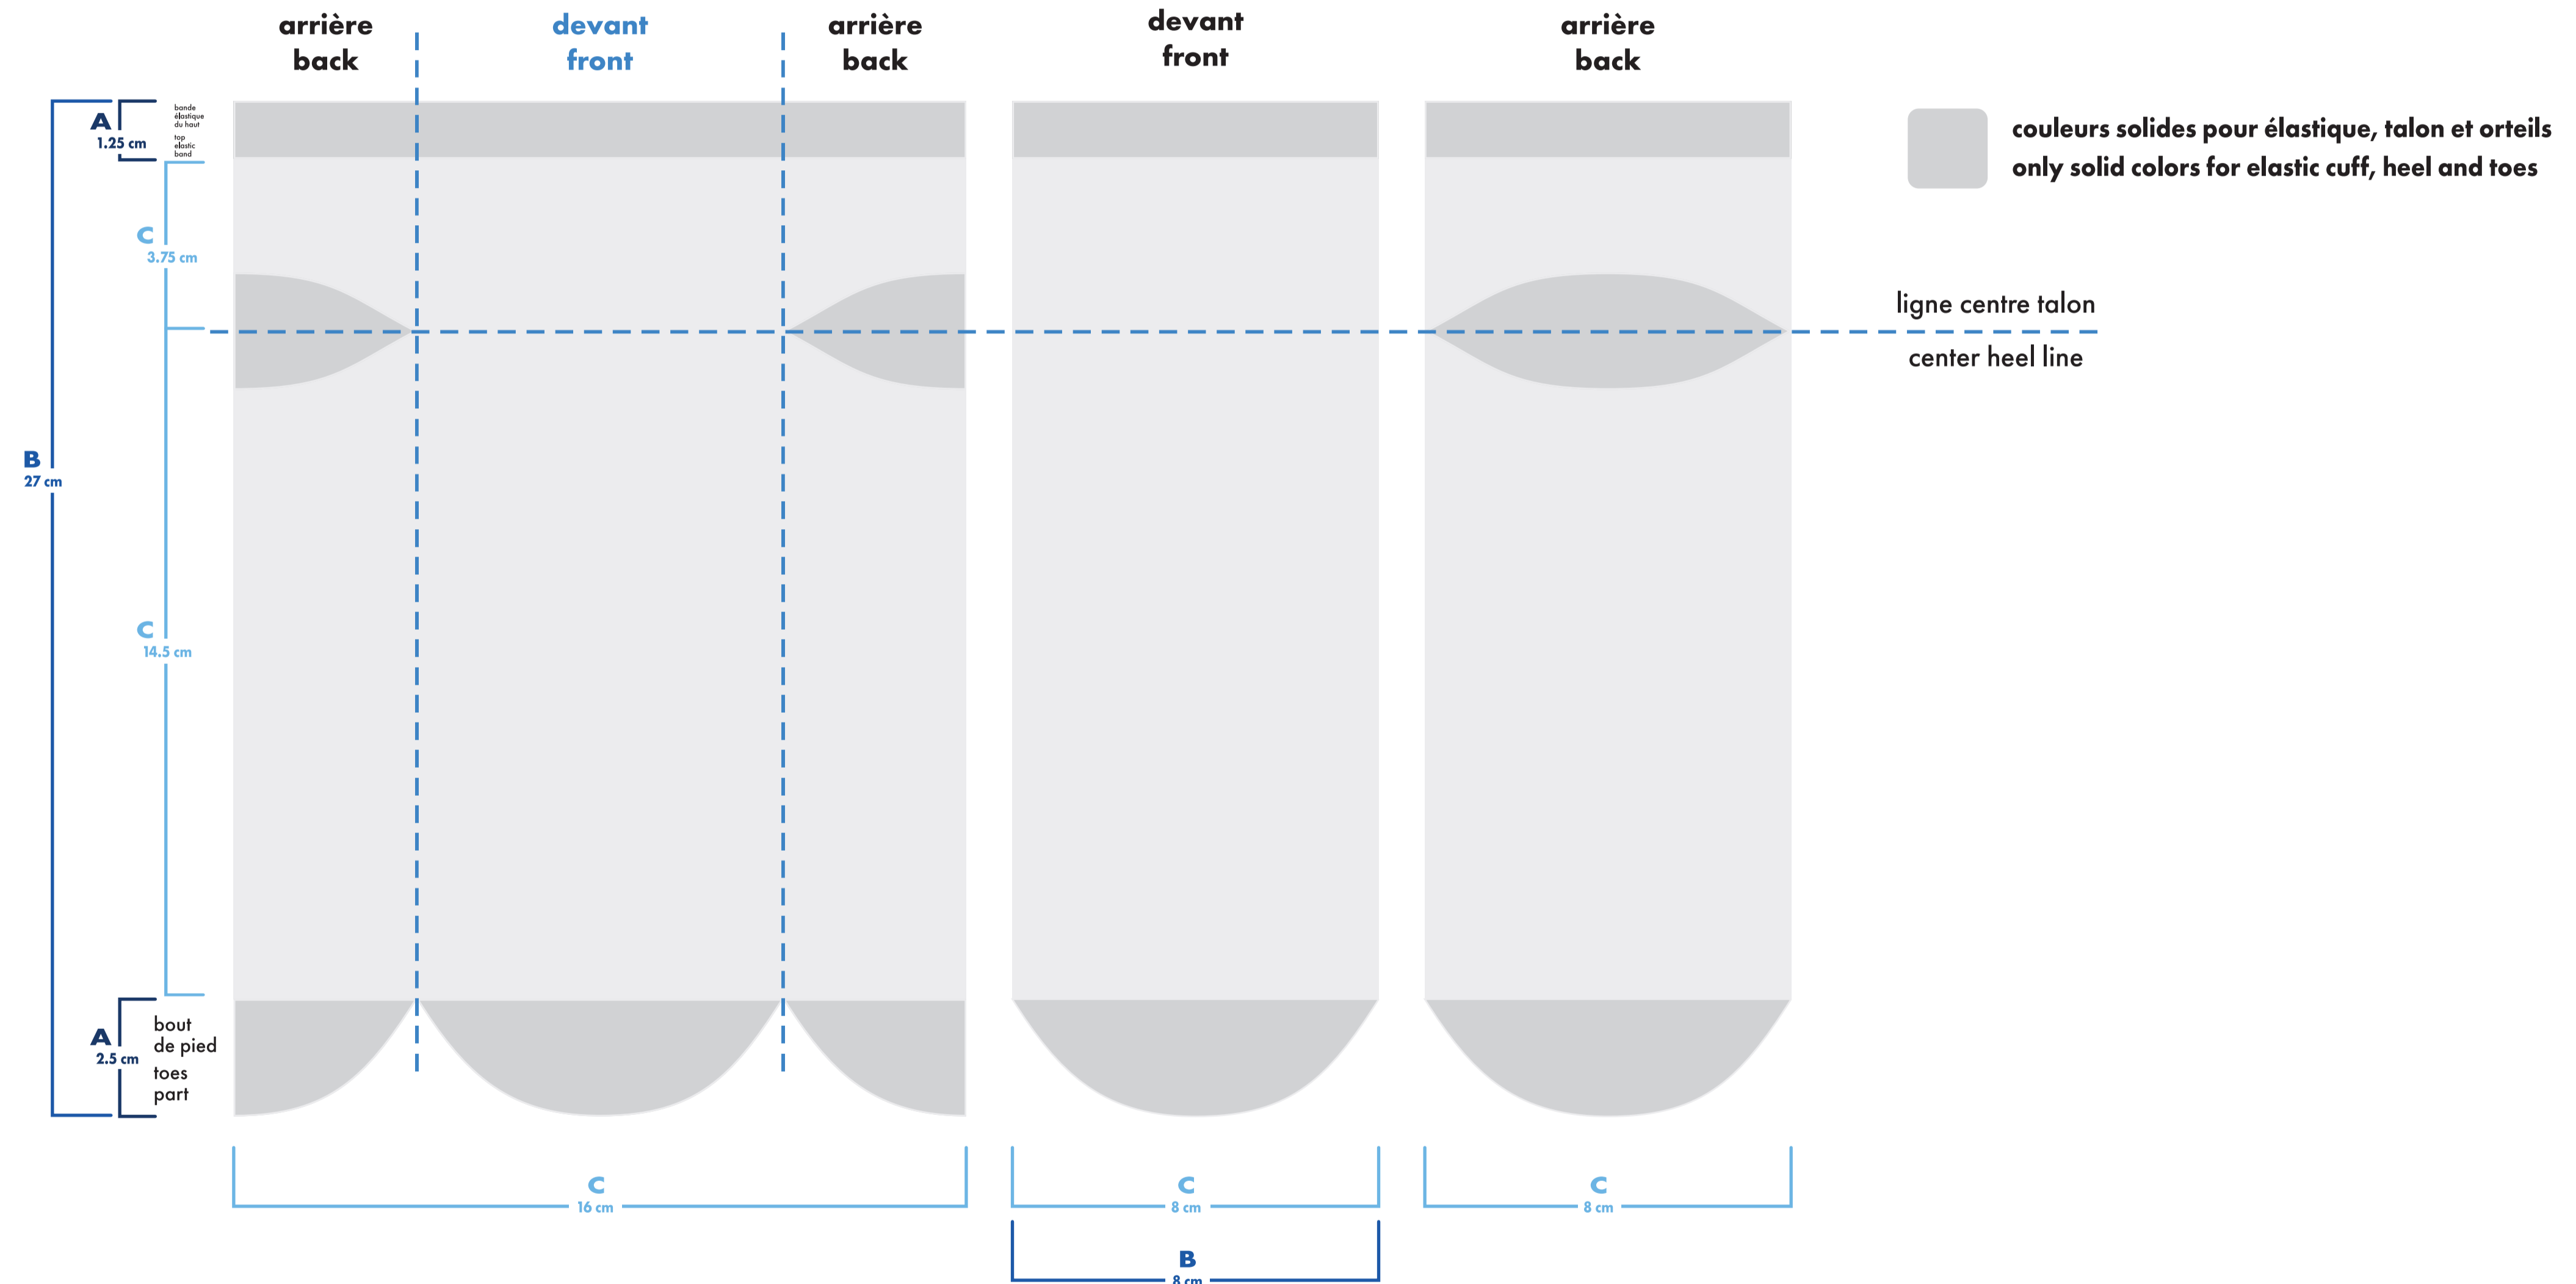 arrière
back
devant
front
arrière
back
devant
front
arrière
back
A
1.25 cm
bande
élastique
du haut
top
elastic
band
couleurs solides pour élastique, talon et orteils
only solid colors for elastic cuff, heel and toes
C
3.75 cm
ligne centre talon
center heel line
B
27 cm
C
14.5 cm
A
2.5 cm
bout
de pied
toes
part
C
16 cm
C
8 cm
C
8 cm
B
8 cm